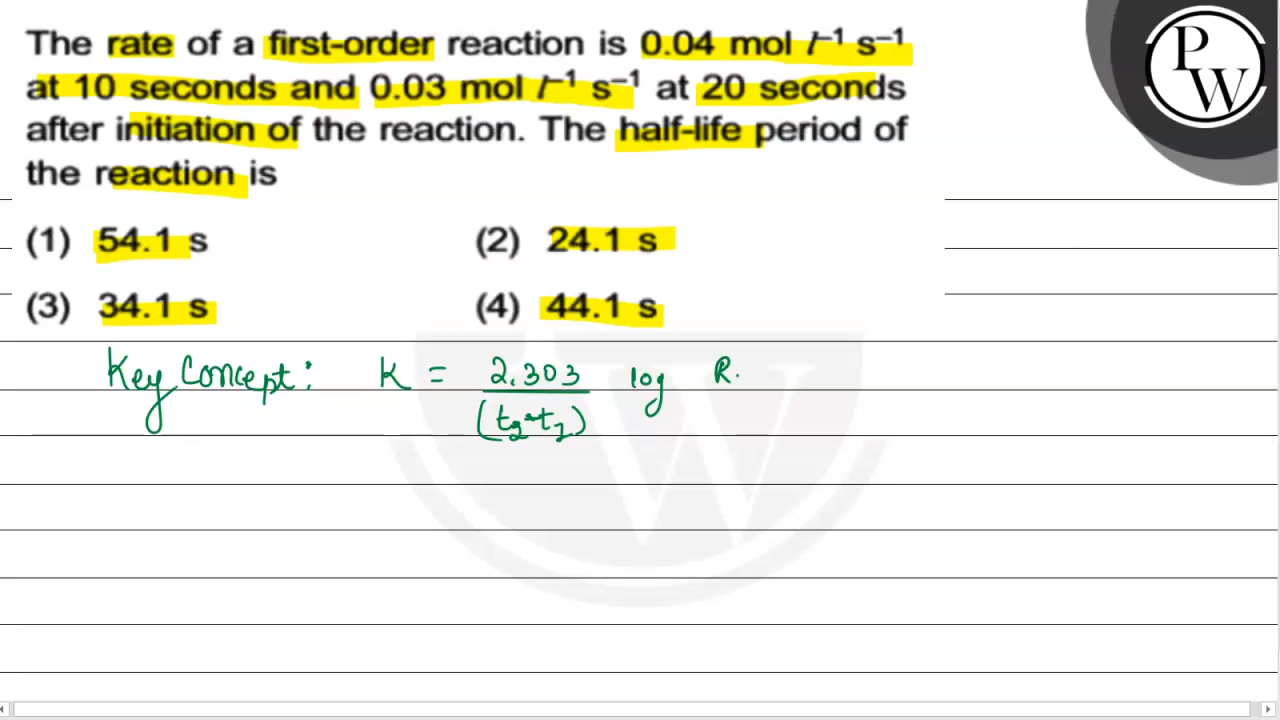 The rate of a first-order reaction is 0.04 mol l⁻¹ s⁻¹
at 10 seconds and 0.03 mol l⁻¹ s⁻¹ at 20 seconds
after initiation of the reaction. The half-life period of
the reaction is
(1) 54.1 s (2) 24.1 s
(3) 34.1 s (4) 44.1 s
Key Concept: K = 2.303 / (t₂-t₁) log R.
P
W